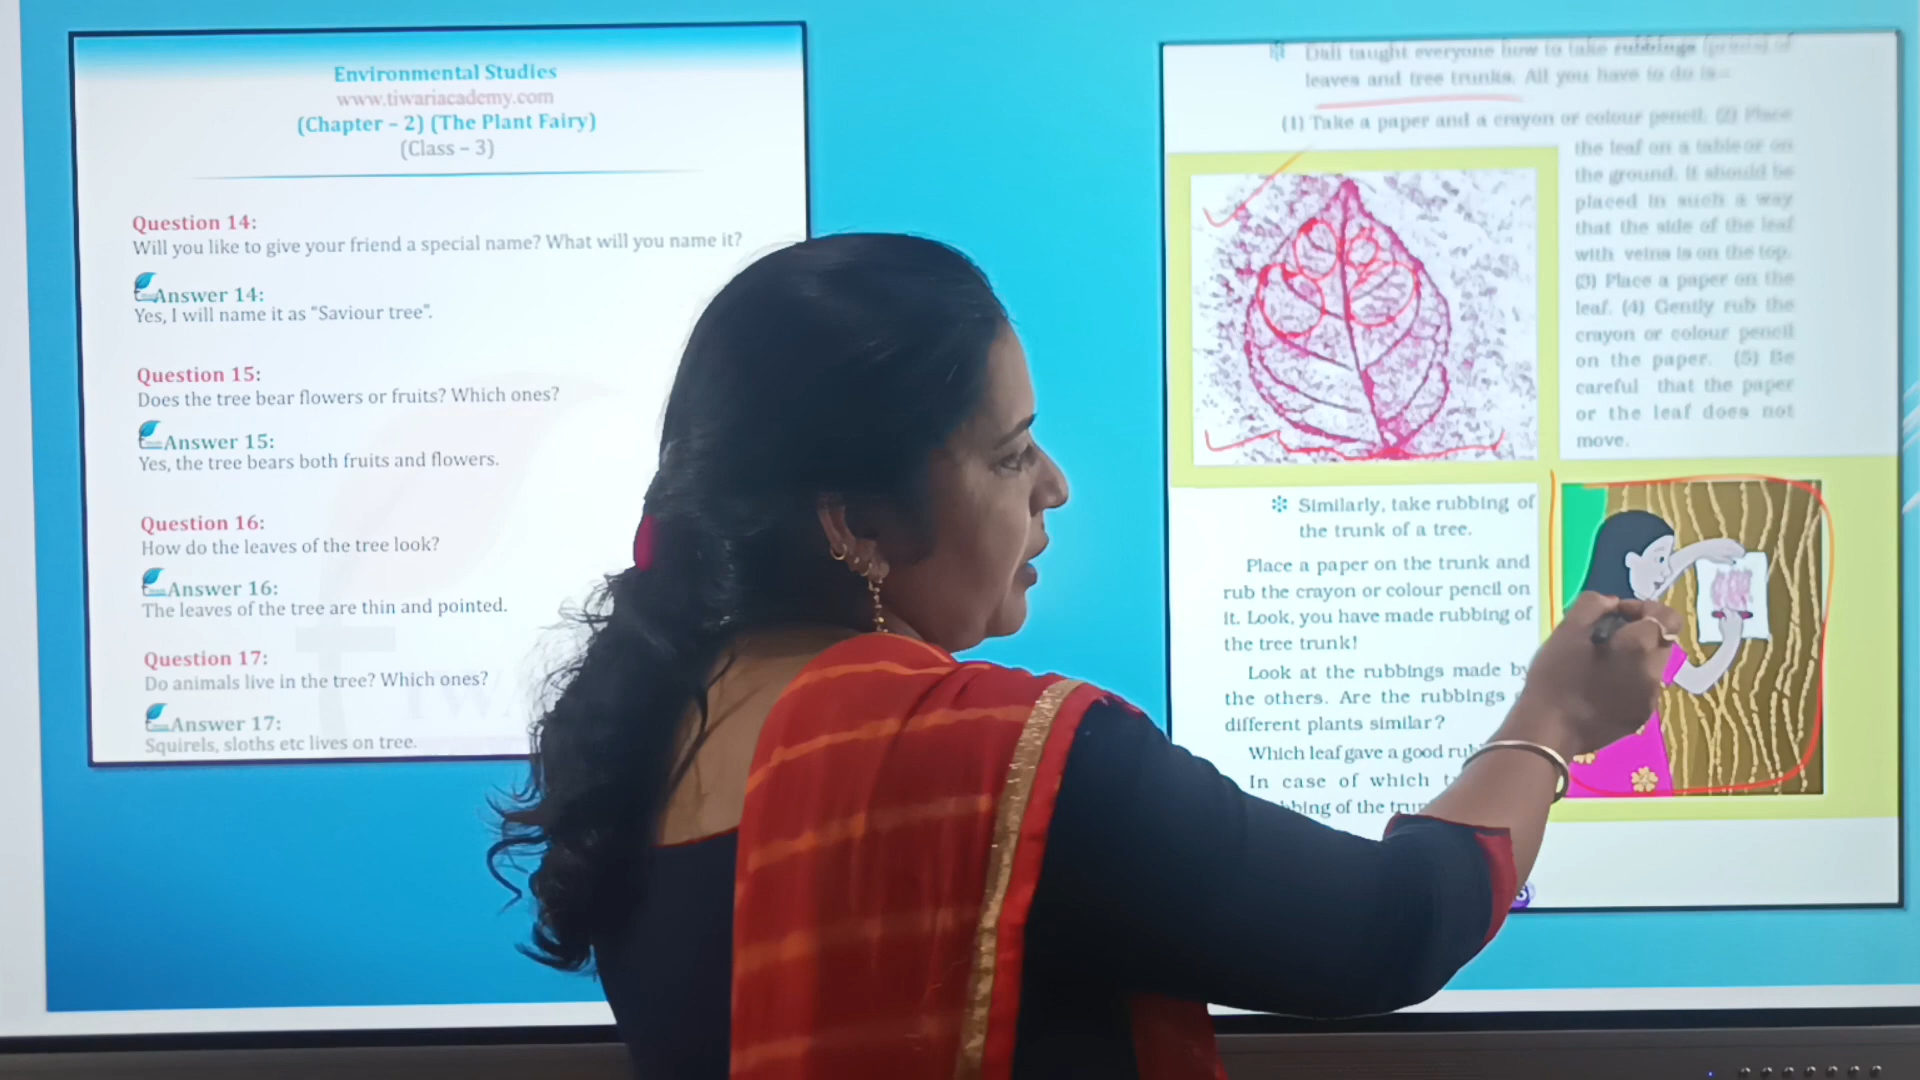 Environmental Studies
www.tiwariacademy.com
(Chapter – 2) (The Plant Fairy)
(Class – 3)
Question 14:
Will you like to give your friend a special name? What will you name it?
Answer 14:
Yes, I will name it as “Saviour tree”.
Question 15:
Does the tree bear flowers or fruits? Which ones?
Answer 15:
Yes, the tree bears both fruits and flowers.
Question 16:
How do the leaves of the tree look?
Answer 16:
The leaves of the tree are thin and pointed.
Question 17:
Do animals live in the tree? Which ones?
Answer 17:
Squirrels, sloths etc lives on tree.
Dali taught everyone how to take rubbings (prints) of
leaves and tree trunks. All you have to do is–
(1) Take a paper and a crayon or colour pencil. (2) Place
the leaf on a table or on
the ground. It should be
placed in such a way
that the side of the leaf
with veins is on the top.
(3) Place a paper on the
leaf. (4) Gently rub the
crayon or colour pencil
on the paper. (5) Be
careful that the paper
or the leaf does not
move.
Similarly, take rubbing of
the trunk of a tree.
Place a paper on the trunk and
rub the crayon or colour pencil on
it. Look, you have made rubbing of
the tree trunk!
Look at the rubbings made by
the others. Are the rubbings
different plants similar?
Which leaf gave a good
In case of which
of the